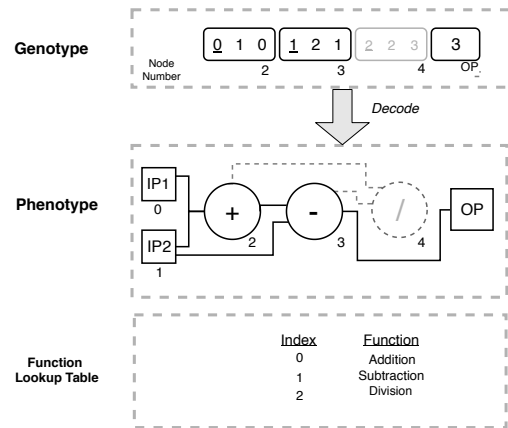 Genotype
0 1 0 1 2 1 2 2 3 3
Node
Number
2 3 4 OP
Decode
Phenotype
IP1
0
IP2
1
+
2
-
3
/
4
OP
Function
Lookup Table
Index Function
0 Addition
1 Subtraction
2 Division